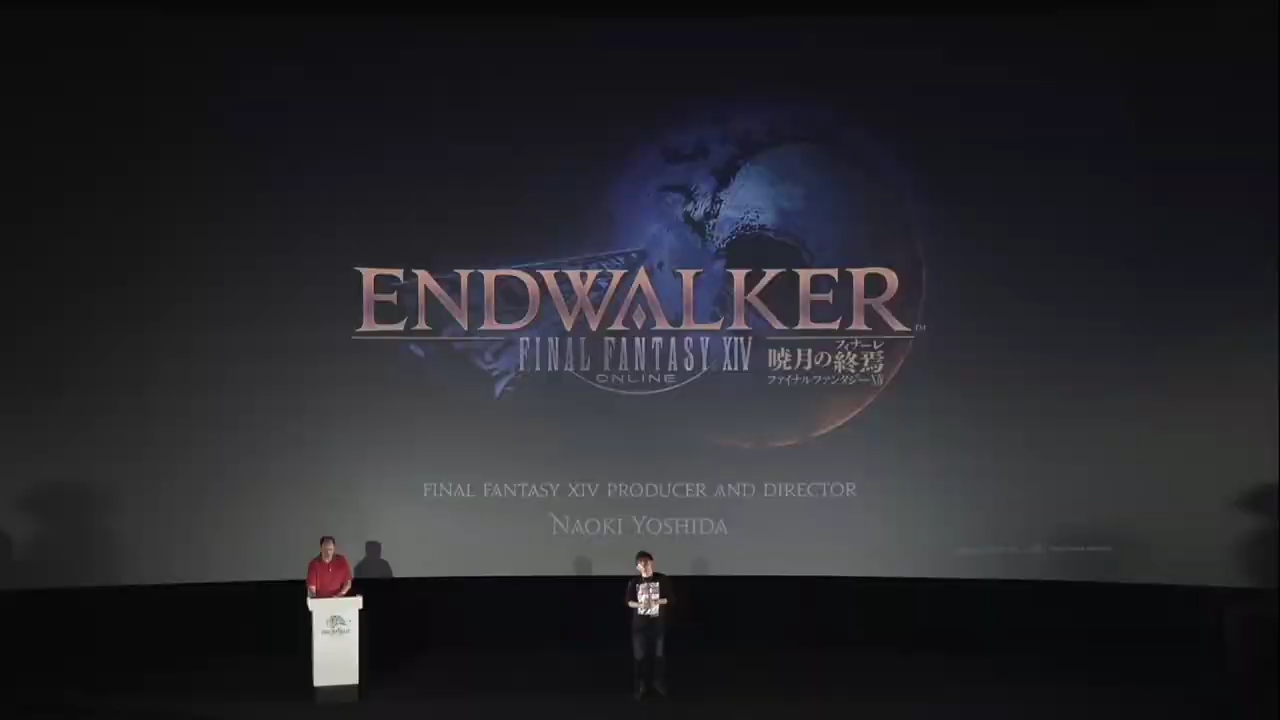 ENDWALKER™
FINAL FANTASY XIV
ONLINE
フィナーレ
暁月の終焉
ファイナルファンタジーXIV
FINAL FANTASY XIV PRODUCER AND DIRECTOR
NAOKI YOSHIDA